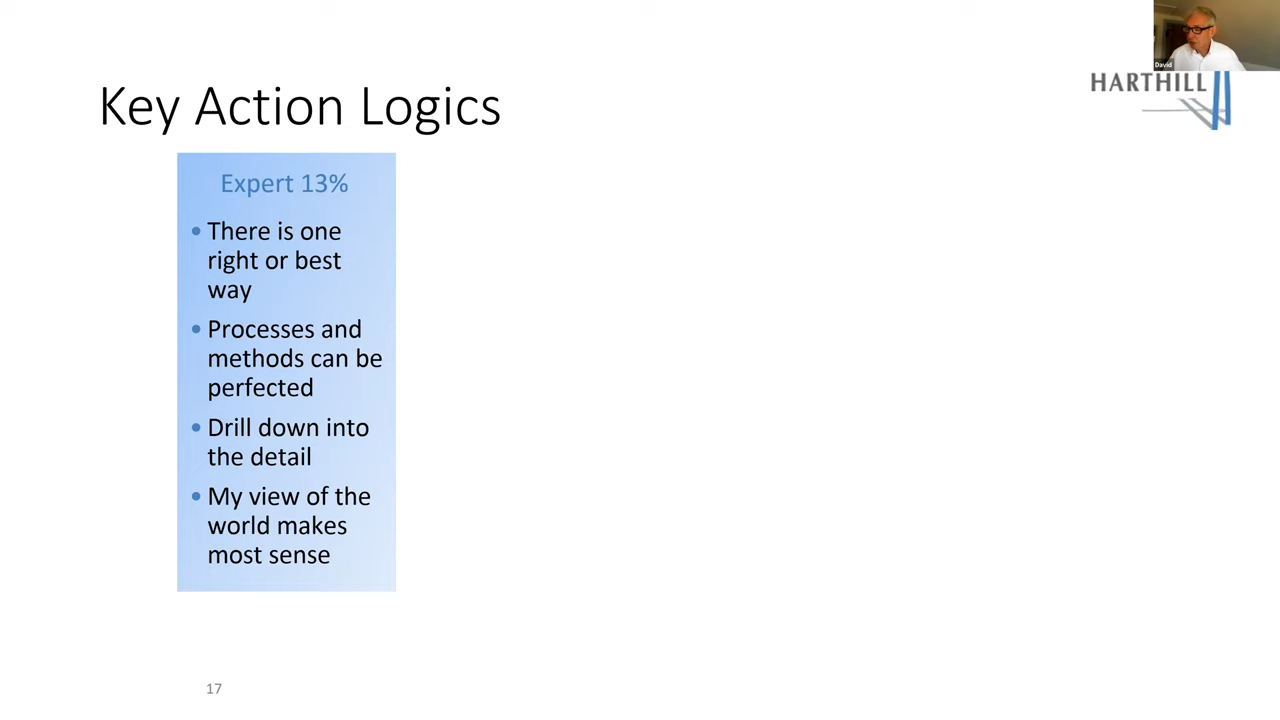 David
HARTHILL
Key Action Logics
Expert 13%
• There is one
right or best
way
• Processes and
methods can be
perfected
• Drill down into
the detail
• My view of the
world makes
most sense
17